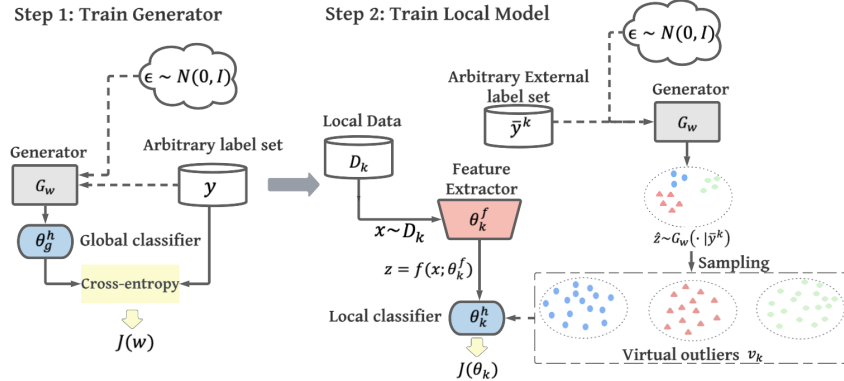 Step 1: Train Generator
ϵ ~ N(0, I)
Generator
Arbitrary label set
G_w
y
θ_g^h
Global classifier
Cross-entropy
J(w)
Step 2: Train Local Model
ϵ ~ N(0, I)
Arbitrary External
label set
Generator
Local Data
ȳ^k
G_w
D_k
Feature
Extractor
θ_k^f
x~D_k
ẑ~G_w(· |ȳ^k)
z = f(x; θ_k^f)
Sampling
Local classifier
θ_k^h
J(θ_k)
Virtual outliers v_k